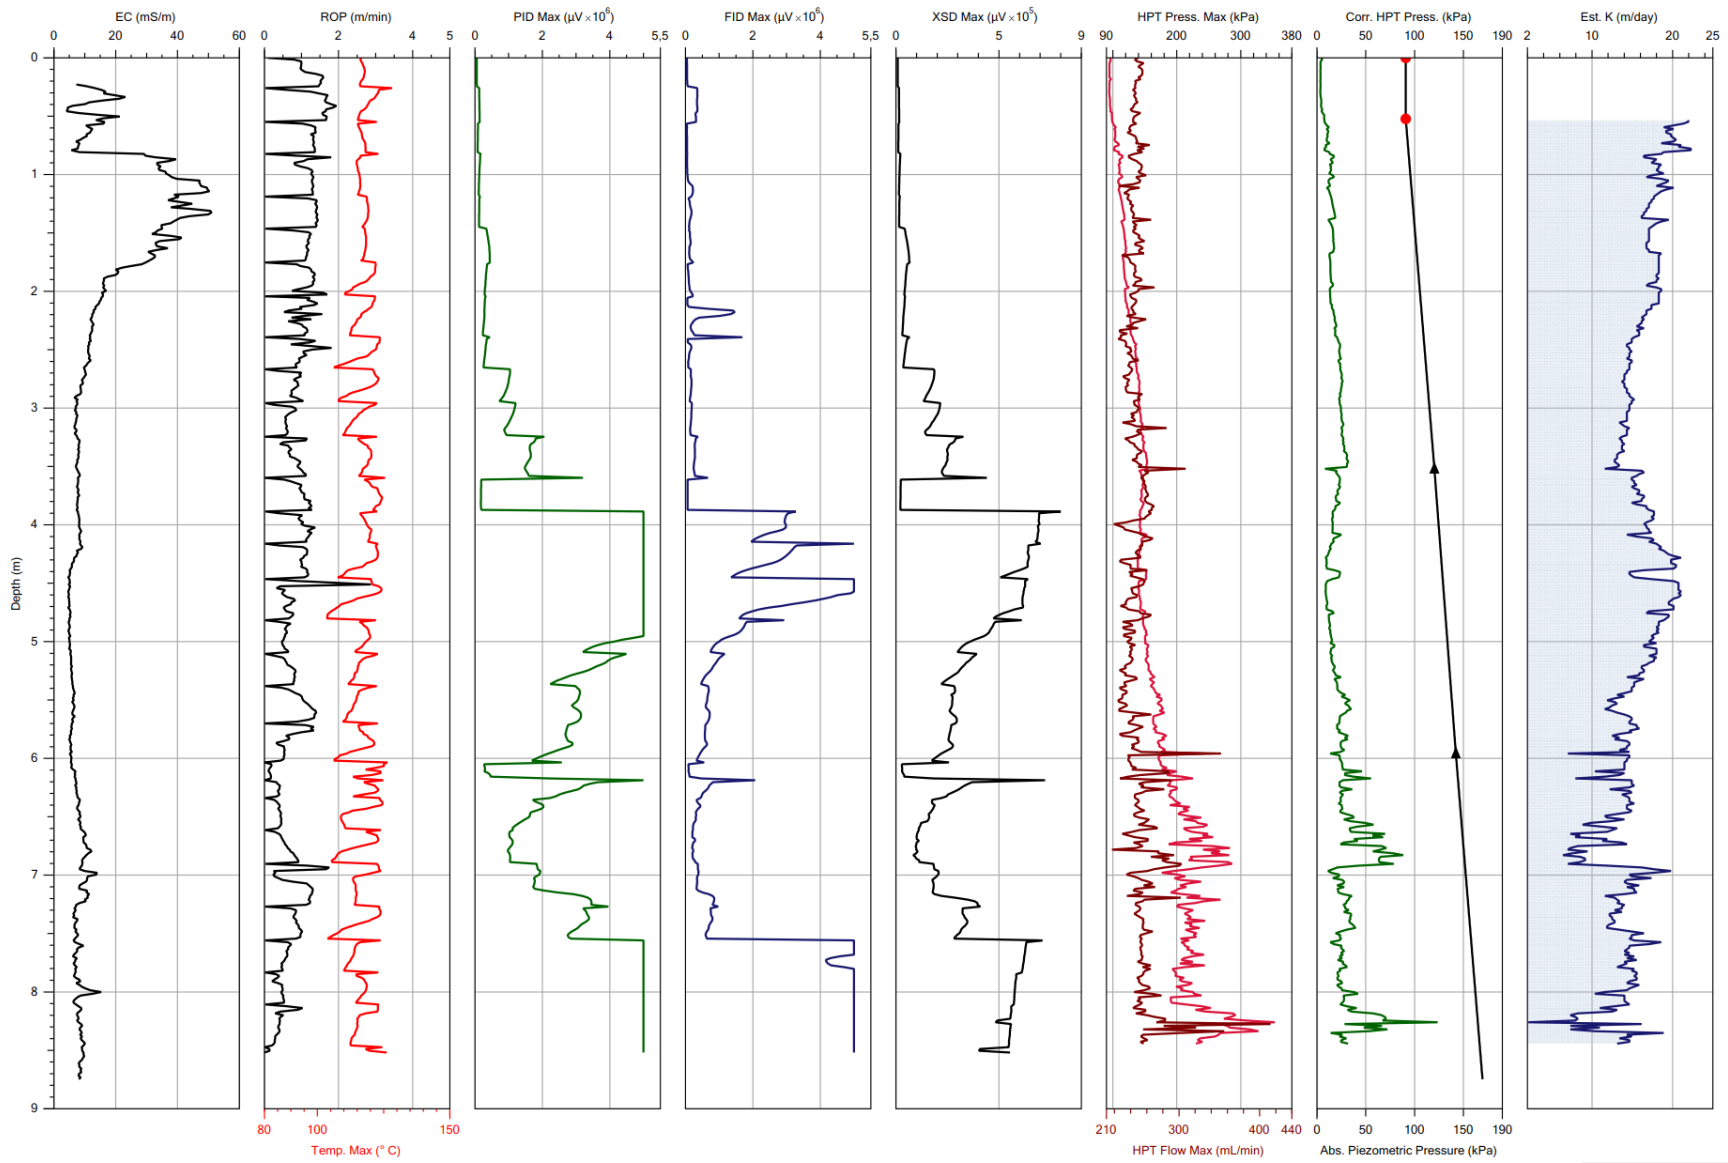 EC (mS/m) ROP (m/min) PID Max (µV ×10⁶) FID Max (µV ×10⁶) XSD Max (µV ×10⁵) HPT Press. Max (kPa) Corr. HPT Press. (kPa) Est. K (m/day)
0 20 40 60 0 2 4 5 0 2 4 5.5 0 2 4 5.5 0 5 9 90 200 300 380 0 50 100 150 190 2 10 20 25
0
1
2
3
4
Depth (m)
5
6
7
8
9
80 100 150 210 300 400 440 0 50 100 150 190
Temp. Max (° C) HPT Flow Max (mL/min) Abs. Piezometric Pressure (kPa)